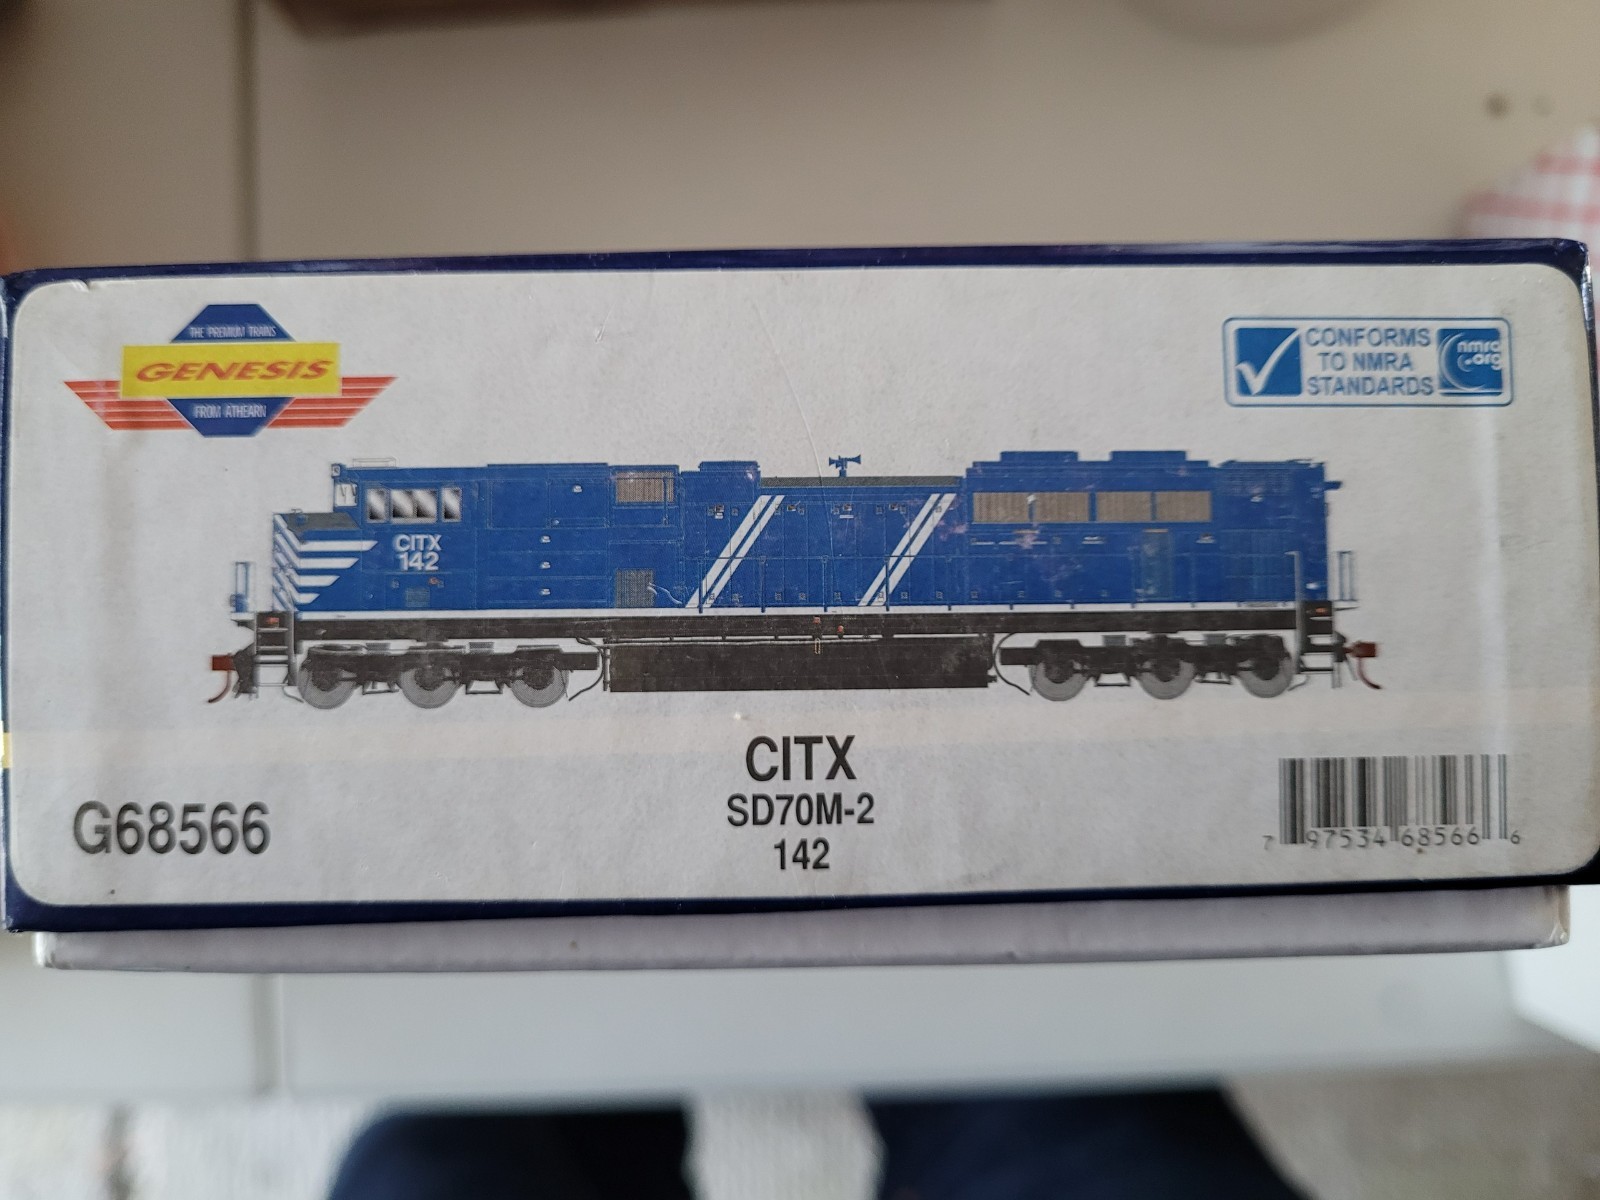 THE PREMIUM TRAINS
GENESIS
FROM ATHEARN
CONFORMS
TO NMRA
STANDARDS
nmra
.org
CITX
142
CITX
SD70M-2
142
G68566
7 97534 68566 6